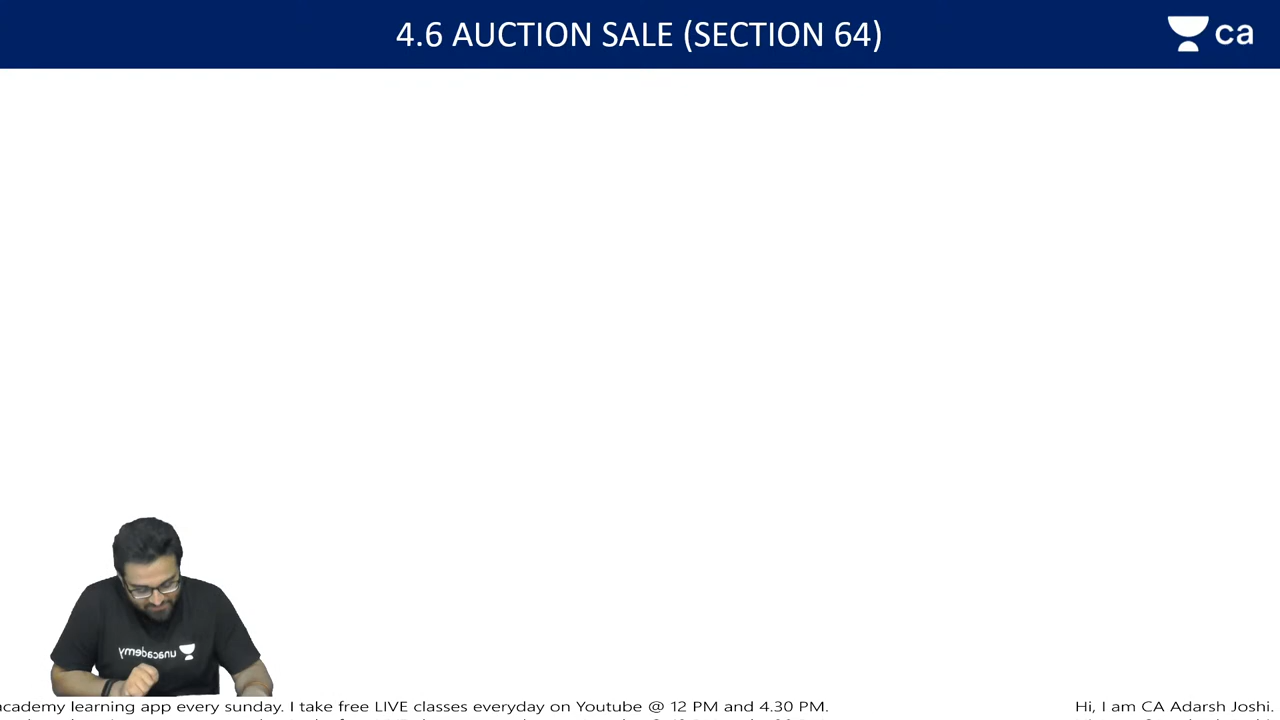 4.6 AUCTION SALE (SECTION 64)
ca
unacademy
cademy learning app every sunday. I take free LIVE classes everyday on Youtube @ 12 PM and 4.30 PM.
Hi, I am CA Adarsh Joshi.